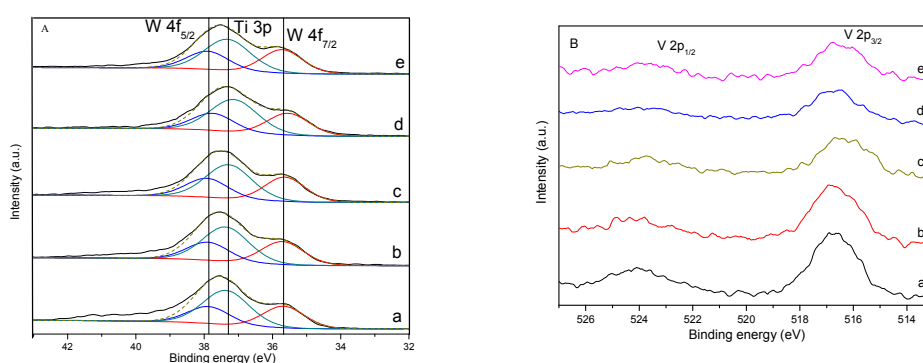 A
W 4f5/2
Ti 3p
W 4f7/2
e
d
c
b
a
Intensity (a.u.)
42
40
38
36
34
32
Binding energy (eV)
B
V 2p1/2
V 2p3/2
e
d
c
b
a
Intensity (a.u.)
526
524
522
520
518
516
514
Binding energy (eV)